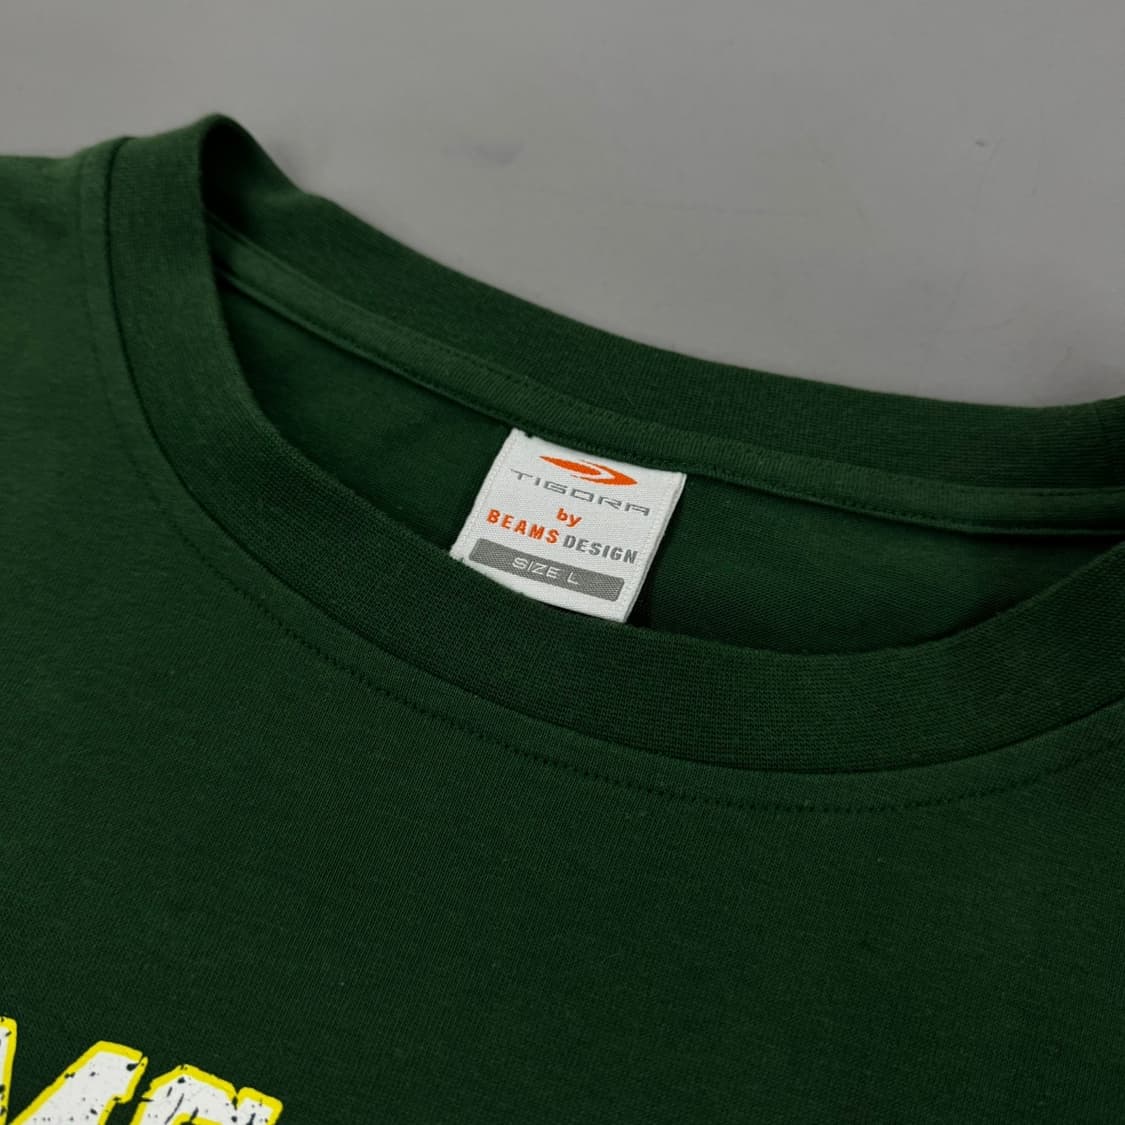 TIGORA
by
BEAMS DESIGN
SIZE L